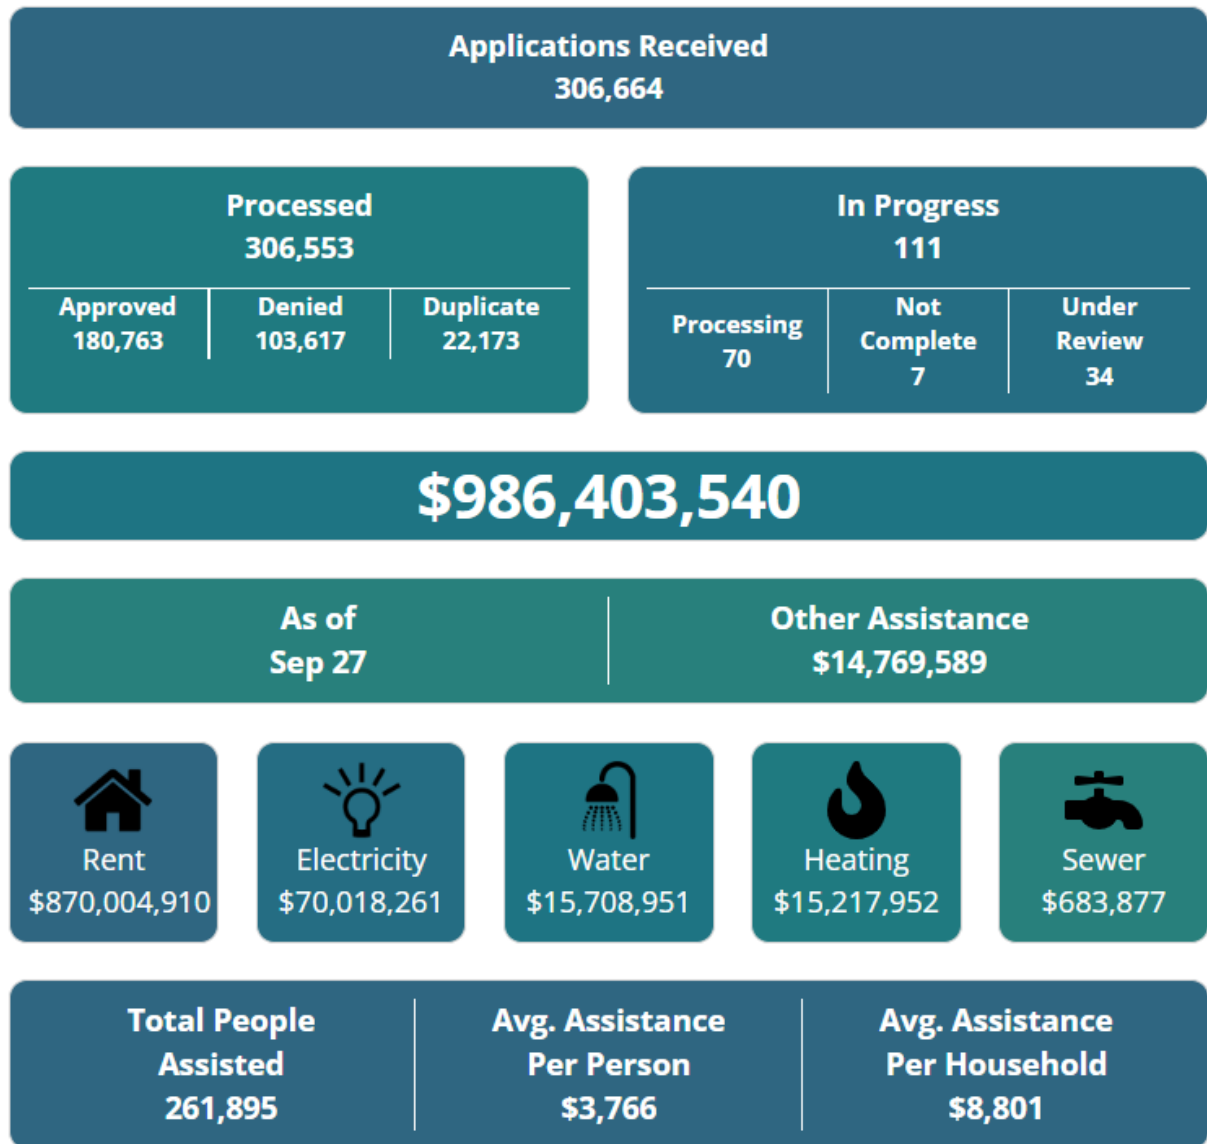 Applications Received
306,664
Processed
306,553
Approved
180,763
Denied
103,617
Duplicate
22,173
In Progress
111
Processing
70
Not
Complete
7
Under
Review
34
$986,403,540
As of
Sep 27
Other Assistance
$14,769,589
Rent
$870,004,910
Electricity
$70,018,261
Water
$15,708,951
Heating
$15,217,952
Sewer
$683,877
Total People
Assisted
261,895
Avg. Assistance
Per Person
$3,766
Avg. Assistance
Per Household
$8,801